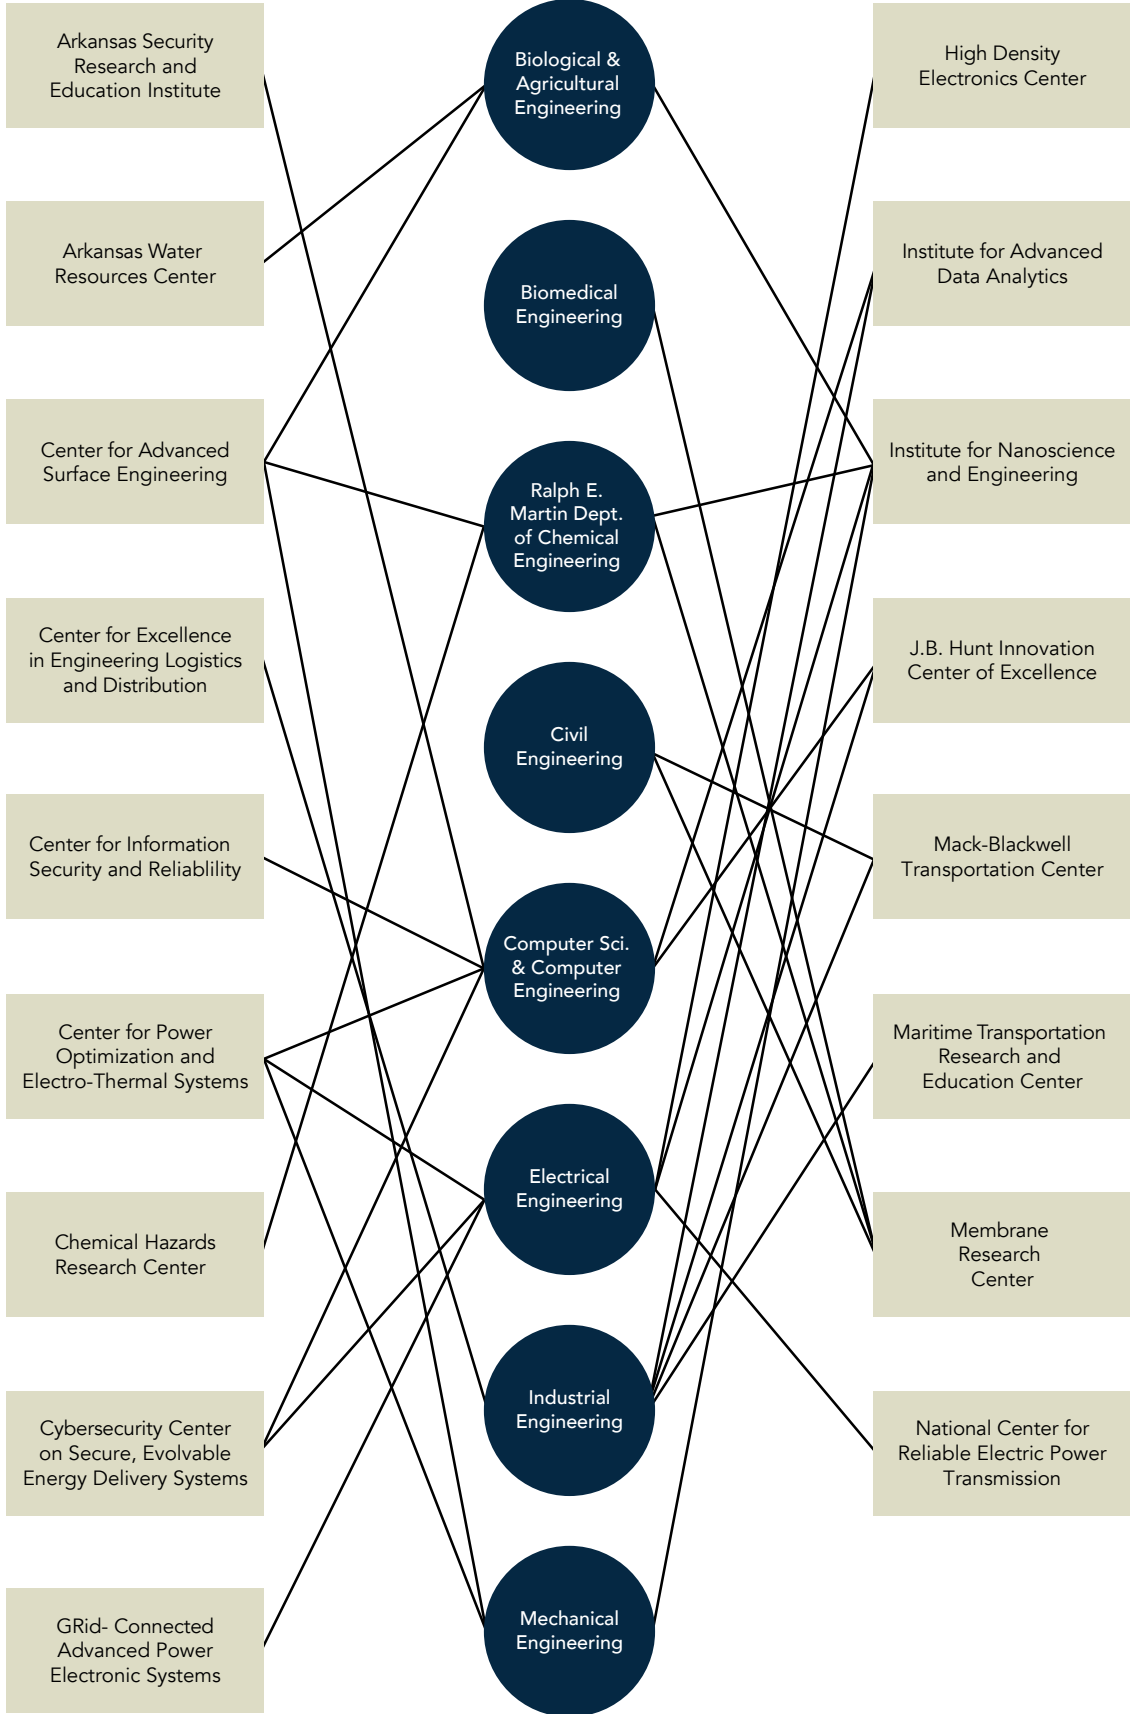 Arkansas Security
Research and
Education Institute
Arkansas Water
Resources Center
Center for Advanced
Surface Engineering
Center for Excellence
in Engineering Logistics
and Distribution
Center for Information
Security and Reliablility
Center for Power
Optimization and
Electro-Thermal Systems
Chemical Hazards
Research Center
Cybersecurity Center
on Secure, Evolvable
Energy Delivery Systems
GRid- Connected
Advanced Power
Electronic Systems
Biological &
Agricultural
Engineering
Biomedical
Engineering
Ralph E.
Martin Dept.
of Chemical
Engineering
Civil
Engineering
Computer Sci.
& Computer
Engineering
Electrical
Engineering
Industrial
Engineering
Mechanical
Engineering
High Density
Electronics Center
Institute for Advanced
Data Analytics
Institute for Nanoscience
and Engineering
J.B. Hunt Innovation
Center of Excellence
Mack-Blackwell
Transportation Center
Maritime Transportation
Research and
Education Center
Membrane
Research
Center
National Center for
Reliable Electric Power
Transmission